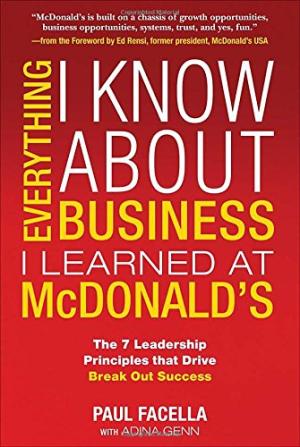 "McDonald's is built on a chassis of growth opportunities,
business opportunities, systems, trust, and yes, fun."
—from the Foreword by Ed Rensi, former president, McDonald's USA
EVERYTHING
I KNOW
ABOUT
BUSINESS
I LEARNED AT
McDONALD'S
The 7 Leadership
Principles that Drive
Break Out Success
PAUL FACELLA
WITH ADINA GENN